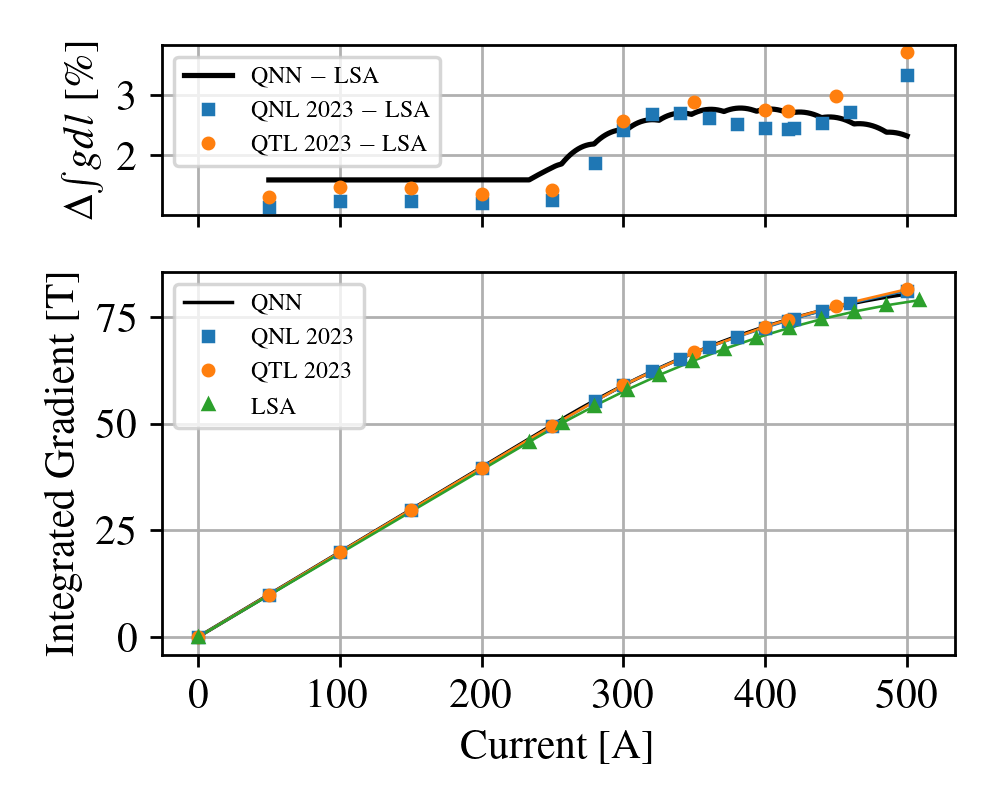 Δ∫gdl [%]
3
2
QNN − LSA
QNL 2023 − LSA
QTL 2023 − LSA
Integrated Gradient [T]
75
50
25
0
QNN
QNL 2023
QTL 2023
LSA
0 100 200 300 400 500
Current [A]